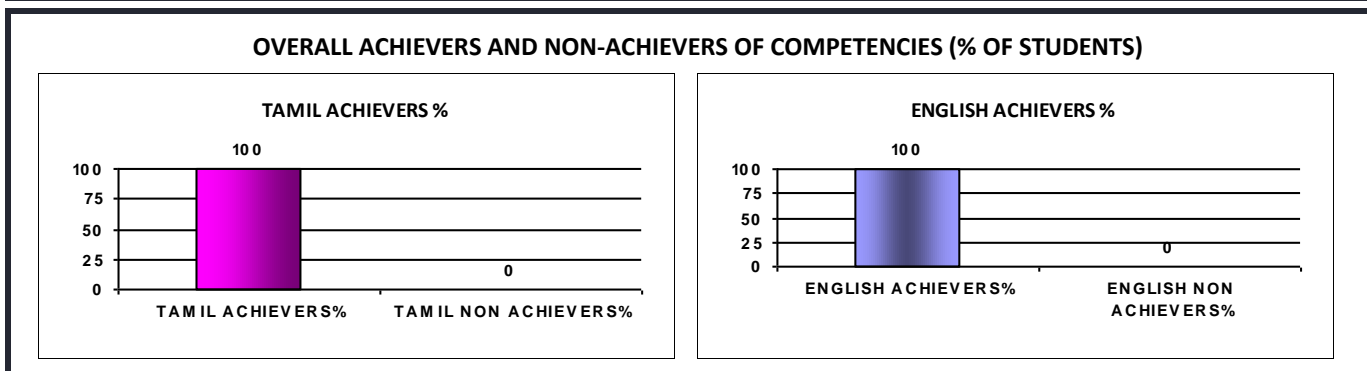 OVERALL ACHIEVERS AND NON-ACHIEVERS OF COMPETENCIES (% OF STUDENTS)
TAMIL ACHIEVERS %
100
100
75
50
25
0
0
TAMIL ACHIEVERS%
TAMIL NON ACHIEVERS%
ENGLISH ACHIEVERS %
100
100
75
50
25
0
0
ENGLISH ACHIEVERS%
ENGLISH NON
ACHIEVERS%